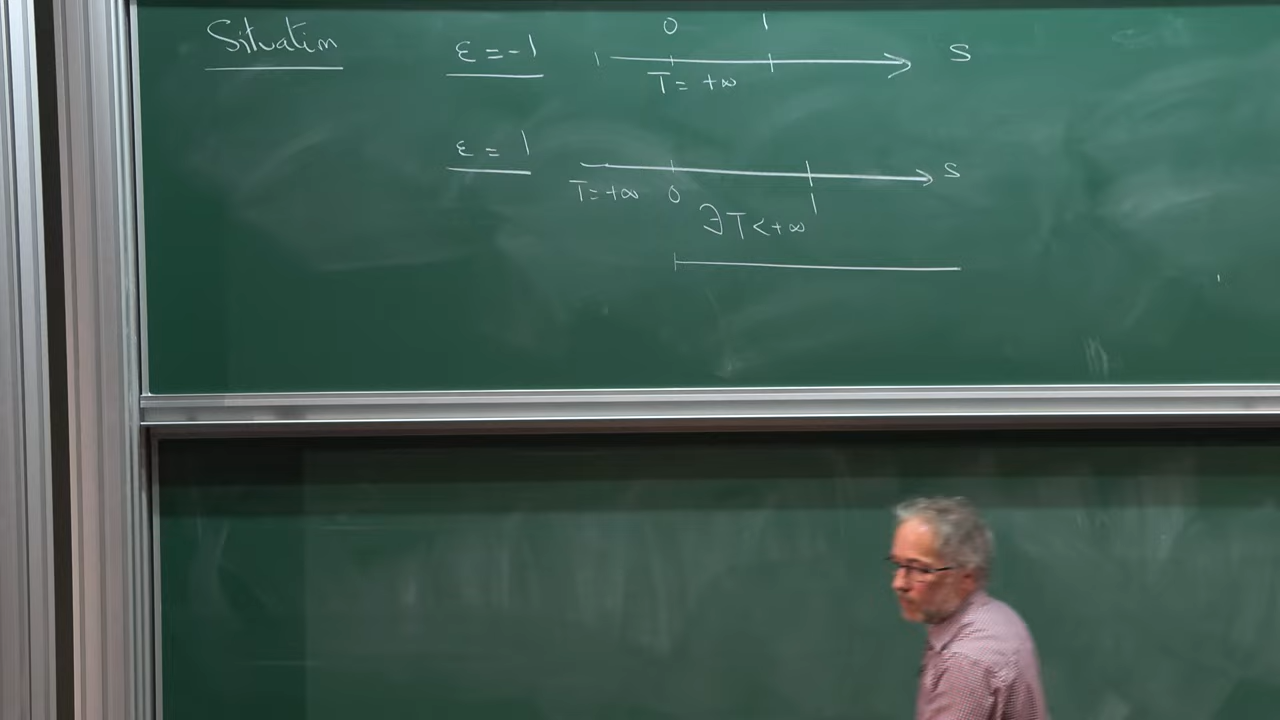 Situation
ε = -1
0 1
S
T = +∞
ε = 1
S
T = +∞ 0 1
∃ T < +∞